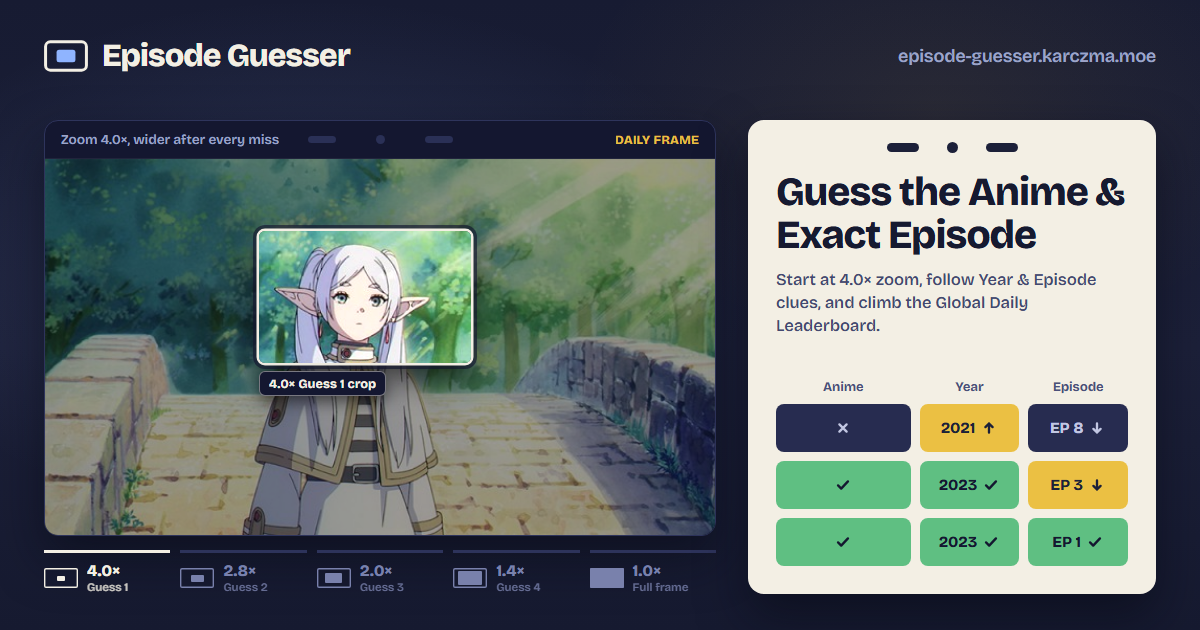 Episode Guesser
episode-guesser.karczma.moe
Zoom 4.0×, wider after every miss
DAILY FRAME
4.0× Guess 1 crop
4.0×
Guess 1
2.8×
Guess 2
2.0×
Guess 3
1.4×
Guess 4
1.0×
Full frame
Guess the Anime &
Exact Episode
Start at 4.0× zoom, follow Year & Episode
clues, and climb the Global Daily
Leaderboard.
Anime Year Episode
× 2021 ↑ EP 8 ↓
✓ 2023 ✓ EP 3 ↓
✓ 2023 ✓ EP 1 ✓